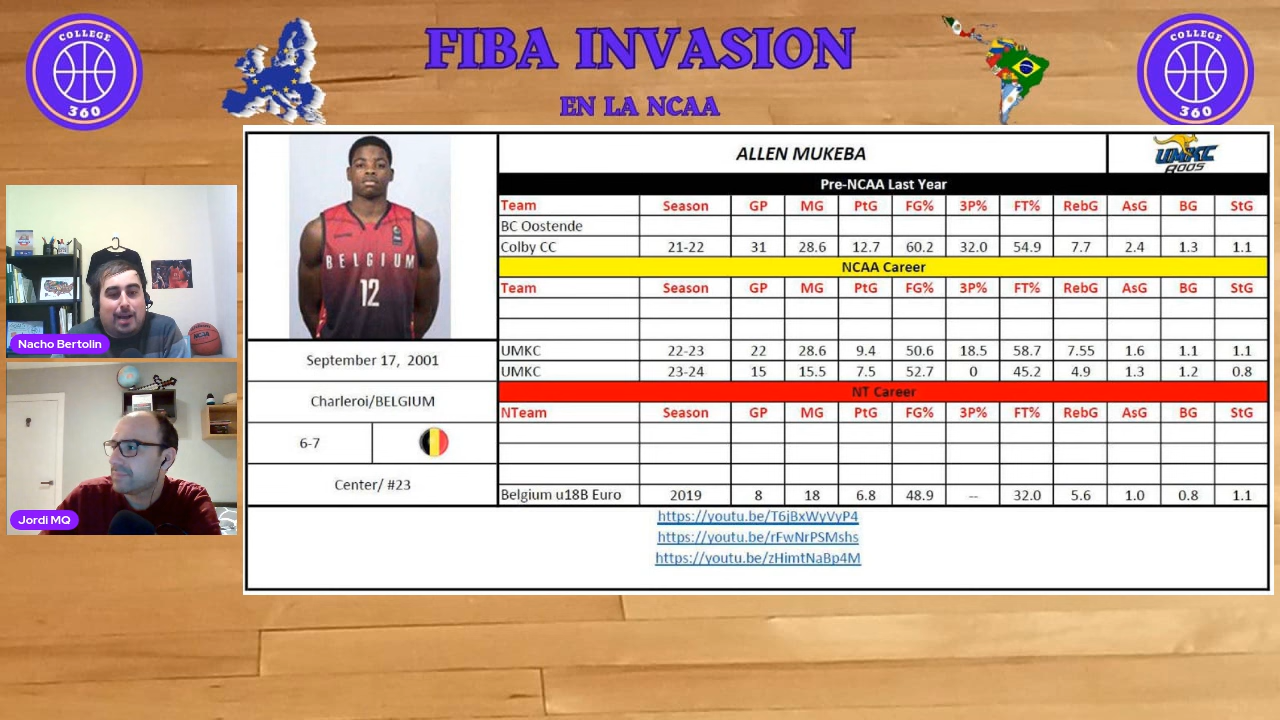 COLLEGE
360
FIBA INVASION
EN LA NCAA
COLLEGE
360
ALLEN MUKEBA
UMKC
ROOS
Pre-NCAA Last Year
Team Season GP MG PtG FG% 3P% FT% RebG AsG BG StG
BC Oostende
Colby CC 21-22 31 28.6 12.7 60.2 32.0 54.9 7.7 2.4 1.3 1.1
NCAA Career
Team Season GP MG PtG FG% 3P% FT% RebG AsG BG StG
UMKC 22-23 22 28.6 9.4 50.6 18.5 58.7 7.55 1.6 1.1 1.1
UMKC 23-24 15 15.5 7.5 52.7 0 45.2 4.9 1.3 1.2 0.8
NT Career
NTeam Season GP MG PtG FG% 3P% FT% RebG AsG BG StG
Belgium u18B Euro 2019 8 18 6.8 48.9 -- 32.0 5.6 1.0 0.8 1.1
BELGIUM
12
September 17, 2001
Charleroi/BELGIUM
6-7
Center/ #23
https://youtu.be/T6jBxWyVyP4
https://youtu.be/rFwNrPSMshs
https://youtu.be/zHimtNaBp4M
Nacho Bertolin
Jordi MQ